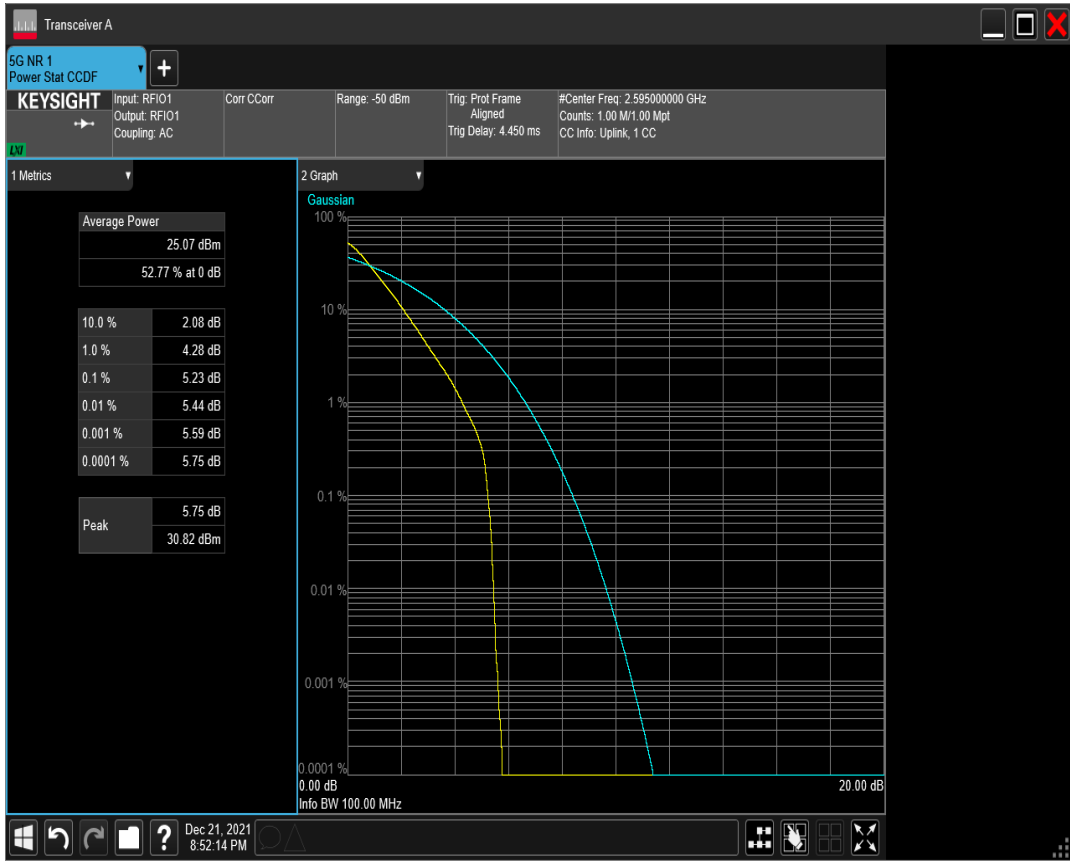 Transceiver A
5G NR 1
Power Stat CCDF
KEYSIGHT
LXI
Input: RFIO1
Output: RFIO1
Coupling: AC
Corr CCorr
Range: -50 dBm
Trig: Prot Frame
Aligned
Trig Delay: 4.450 ms
#Center Freq: 2.595000000 GHz
Counts: 1.00 M/1.00 Mpt
CC Info: Uplink, 1 CC
1 Metrics
Average Power
25.07 dBm
52.77 % at 0 dB
10.0 % 2.08 dB
1.0 % 4.28 dB
0.1 % 5.23 dB
0.01 % 5.44 dB
0.001 % 5.59 dB
0.0001 % 5.75 dB
Peak
5.75 dB
30.82 dBm
2 Graph
Gaussian
100 %
10 %
1 %
0.1 %
0.01 %
0.001 %
0.0001 %
0.00 dB 20.00 dB
Info BW 100.00 MHz
? Dec 21, 2021
8:52:14 PM